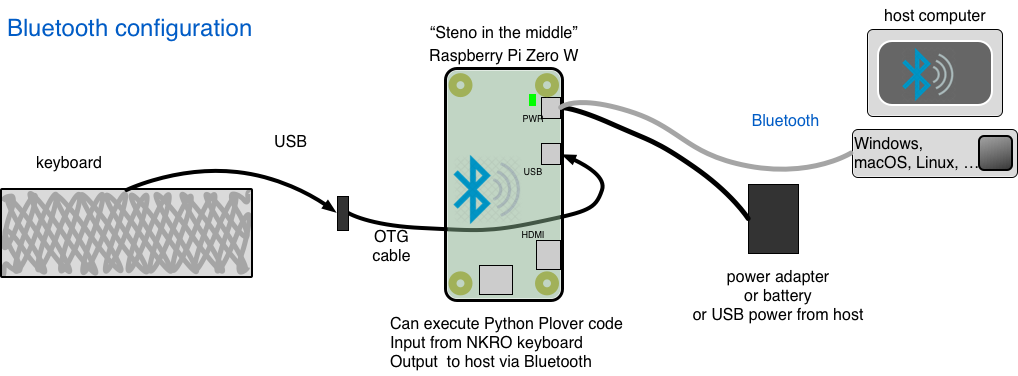 Bluetooth configuration
“Steno in the middle”
Raspberry Pi Zero W
host computer
PWR
Bluetooth
USB
keyboard
Windows,
macOS, Linux, …
USB
OTG
cable
HDMI
power adapter
or battery
or USB power from host
Can execute Python Plover code
Input from NKRO keyboard
Output  to host via Bluetooth